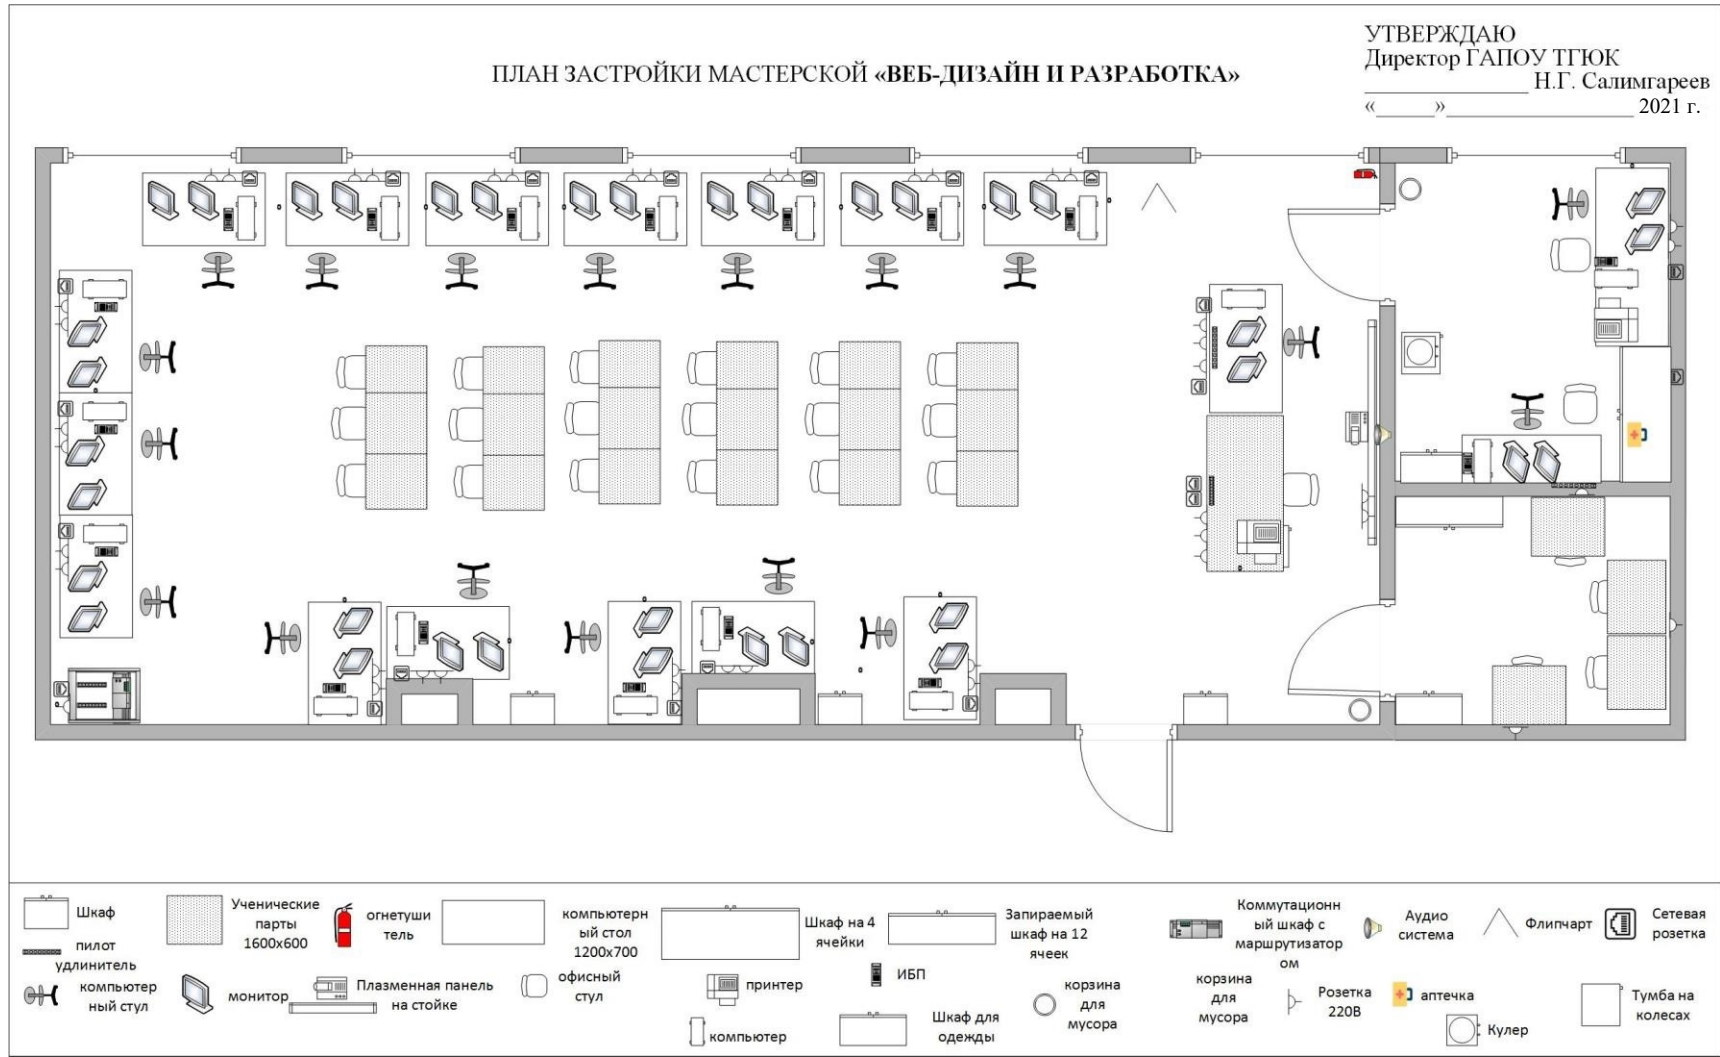 УТВЕРЖДАЮ
Директор ГАПОУ ТГЮК
_______________ Н.Г. Салимгареев
«_____»_________________ 2021 г.
ПЛАН ЗАСТРОЙКИ МАСТЕРСКОЙ «ВЕБ-ДИЗАЙН И РАЗРАБОТКА»
Шкаф
Ученические
парты
1600х600
огнетуши
тель
компьютерн
ый стол
1200х700
Шкаф на 4
ячейки
Запираемый
шкаф на 12
ячеек
Коммутационн
ый шкаф с
маршрутизатор
ом
Аудио
система
Флипчарт
Сетевая
розетка
пилот
удлинитель
компьютер
ный стул
монитор
Плазменная панель
на стойке
офисный
стул
принтер
ИБП
корзина
для
мусора
корзина
для
мусора
Розетка
220В
аптечка
Тумба на
колесах
компьютер
Шкаф для
одежды
Кулер